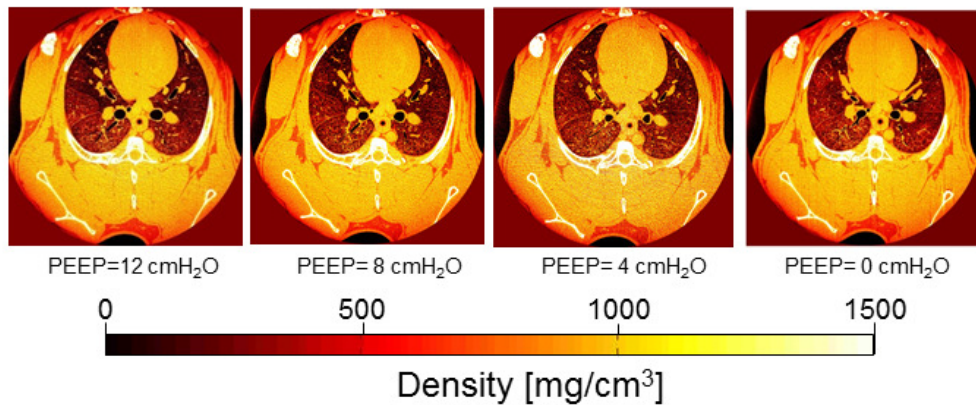 PEEP=12 cmH₂O PEEP= 8 cmH₂O PEEP= 4 cmH₂O PEEP= 0 cmH₂O
0 500 1000 1500
Density [mg/cm³]